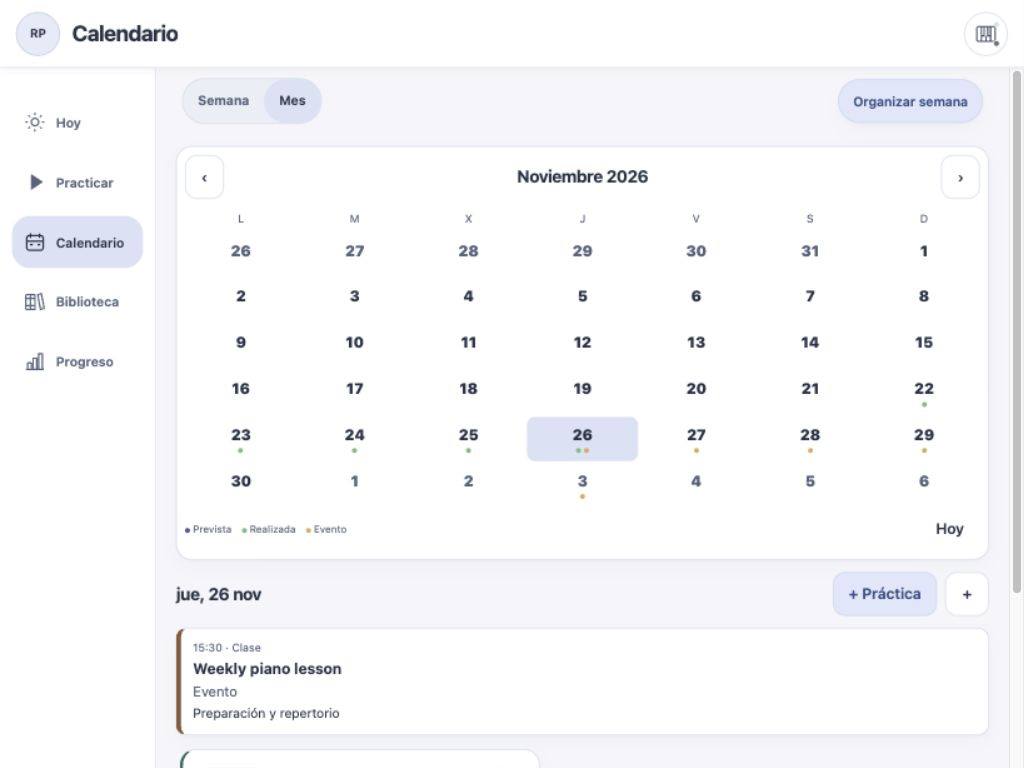 RP Calendario
Semana Mes Organizar semana
Hoy
Practicar
Calendario
Biblioteca
Progreso
‹ Noviembre 2026 ›
L M X J V S D
26 27 28 29 30 31 1
2 3 4 5 6 7 8
9 10 11 12 13 14 15
16 17 18 19 20 21 22
23 24 25 26 27 28 29
30 1 2 3 4 5 6
Prevista Realizada Evento Hoy
jue, 26 nov + Práctica +
15:30 · Clase
Weekly piano lesson
Evento
Preparación y repertorio